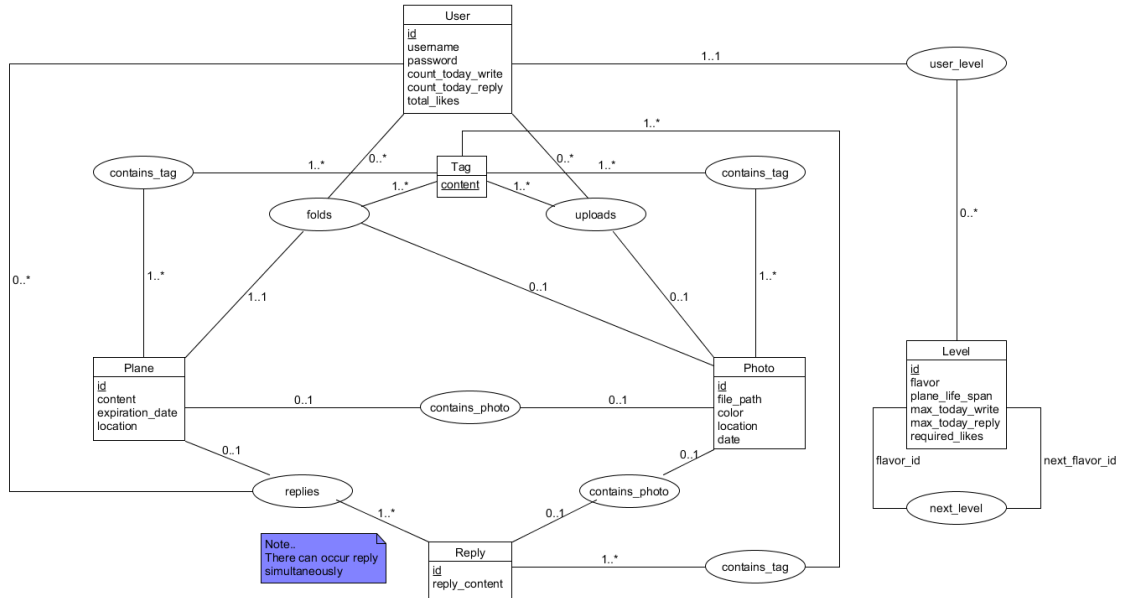 User
id
username
password
count_today_write
count_today_reply
total_likes
1..1
user_level
1..*
0..*
0..*
Tag
content
1..*
1..*
contains_tag
contains_tag
1..*
1..*
folds
uploads
0..*
0..*
1..*
1..*
1..1
0..1
0..1
Plane
id
content
expiration_date
location
Photo
id
file_path
color
location
date
Level
id
flavor
plane_life_span
max_today_write
max_today_reply
required_likes
0..1
contains_photo
0..1
0..1
0..1
flavor_id
next_flavor_id
replies
contains_photo
next_level
1..*
0..1
Note..
There can occur reply
simultaneously
Reply
id
reply_content
1..*
contains_tag